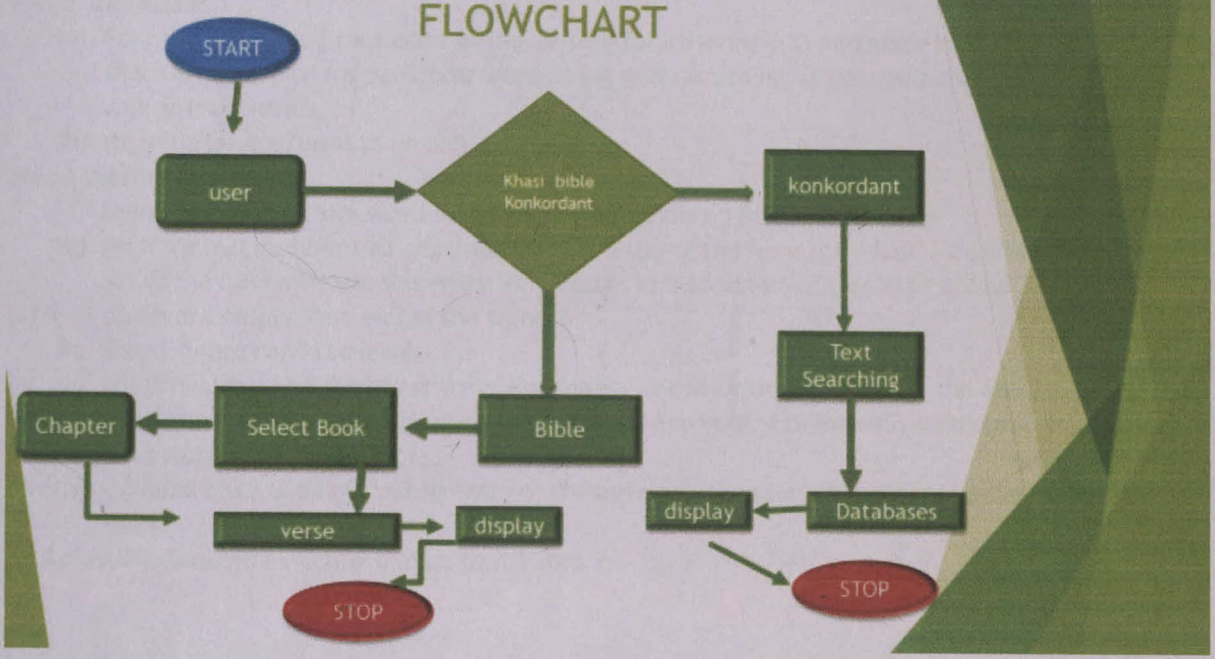 FLOWCHART
START
user
Khasi bible
Konkordant
konkordant
Text
Searching
Chapter
Select Book
Bible
verse
display
display
Databases
STOP
STOP